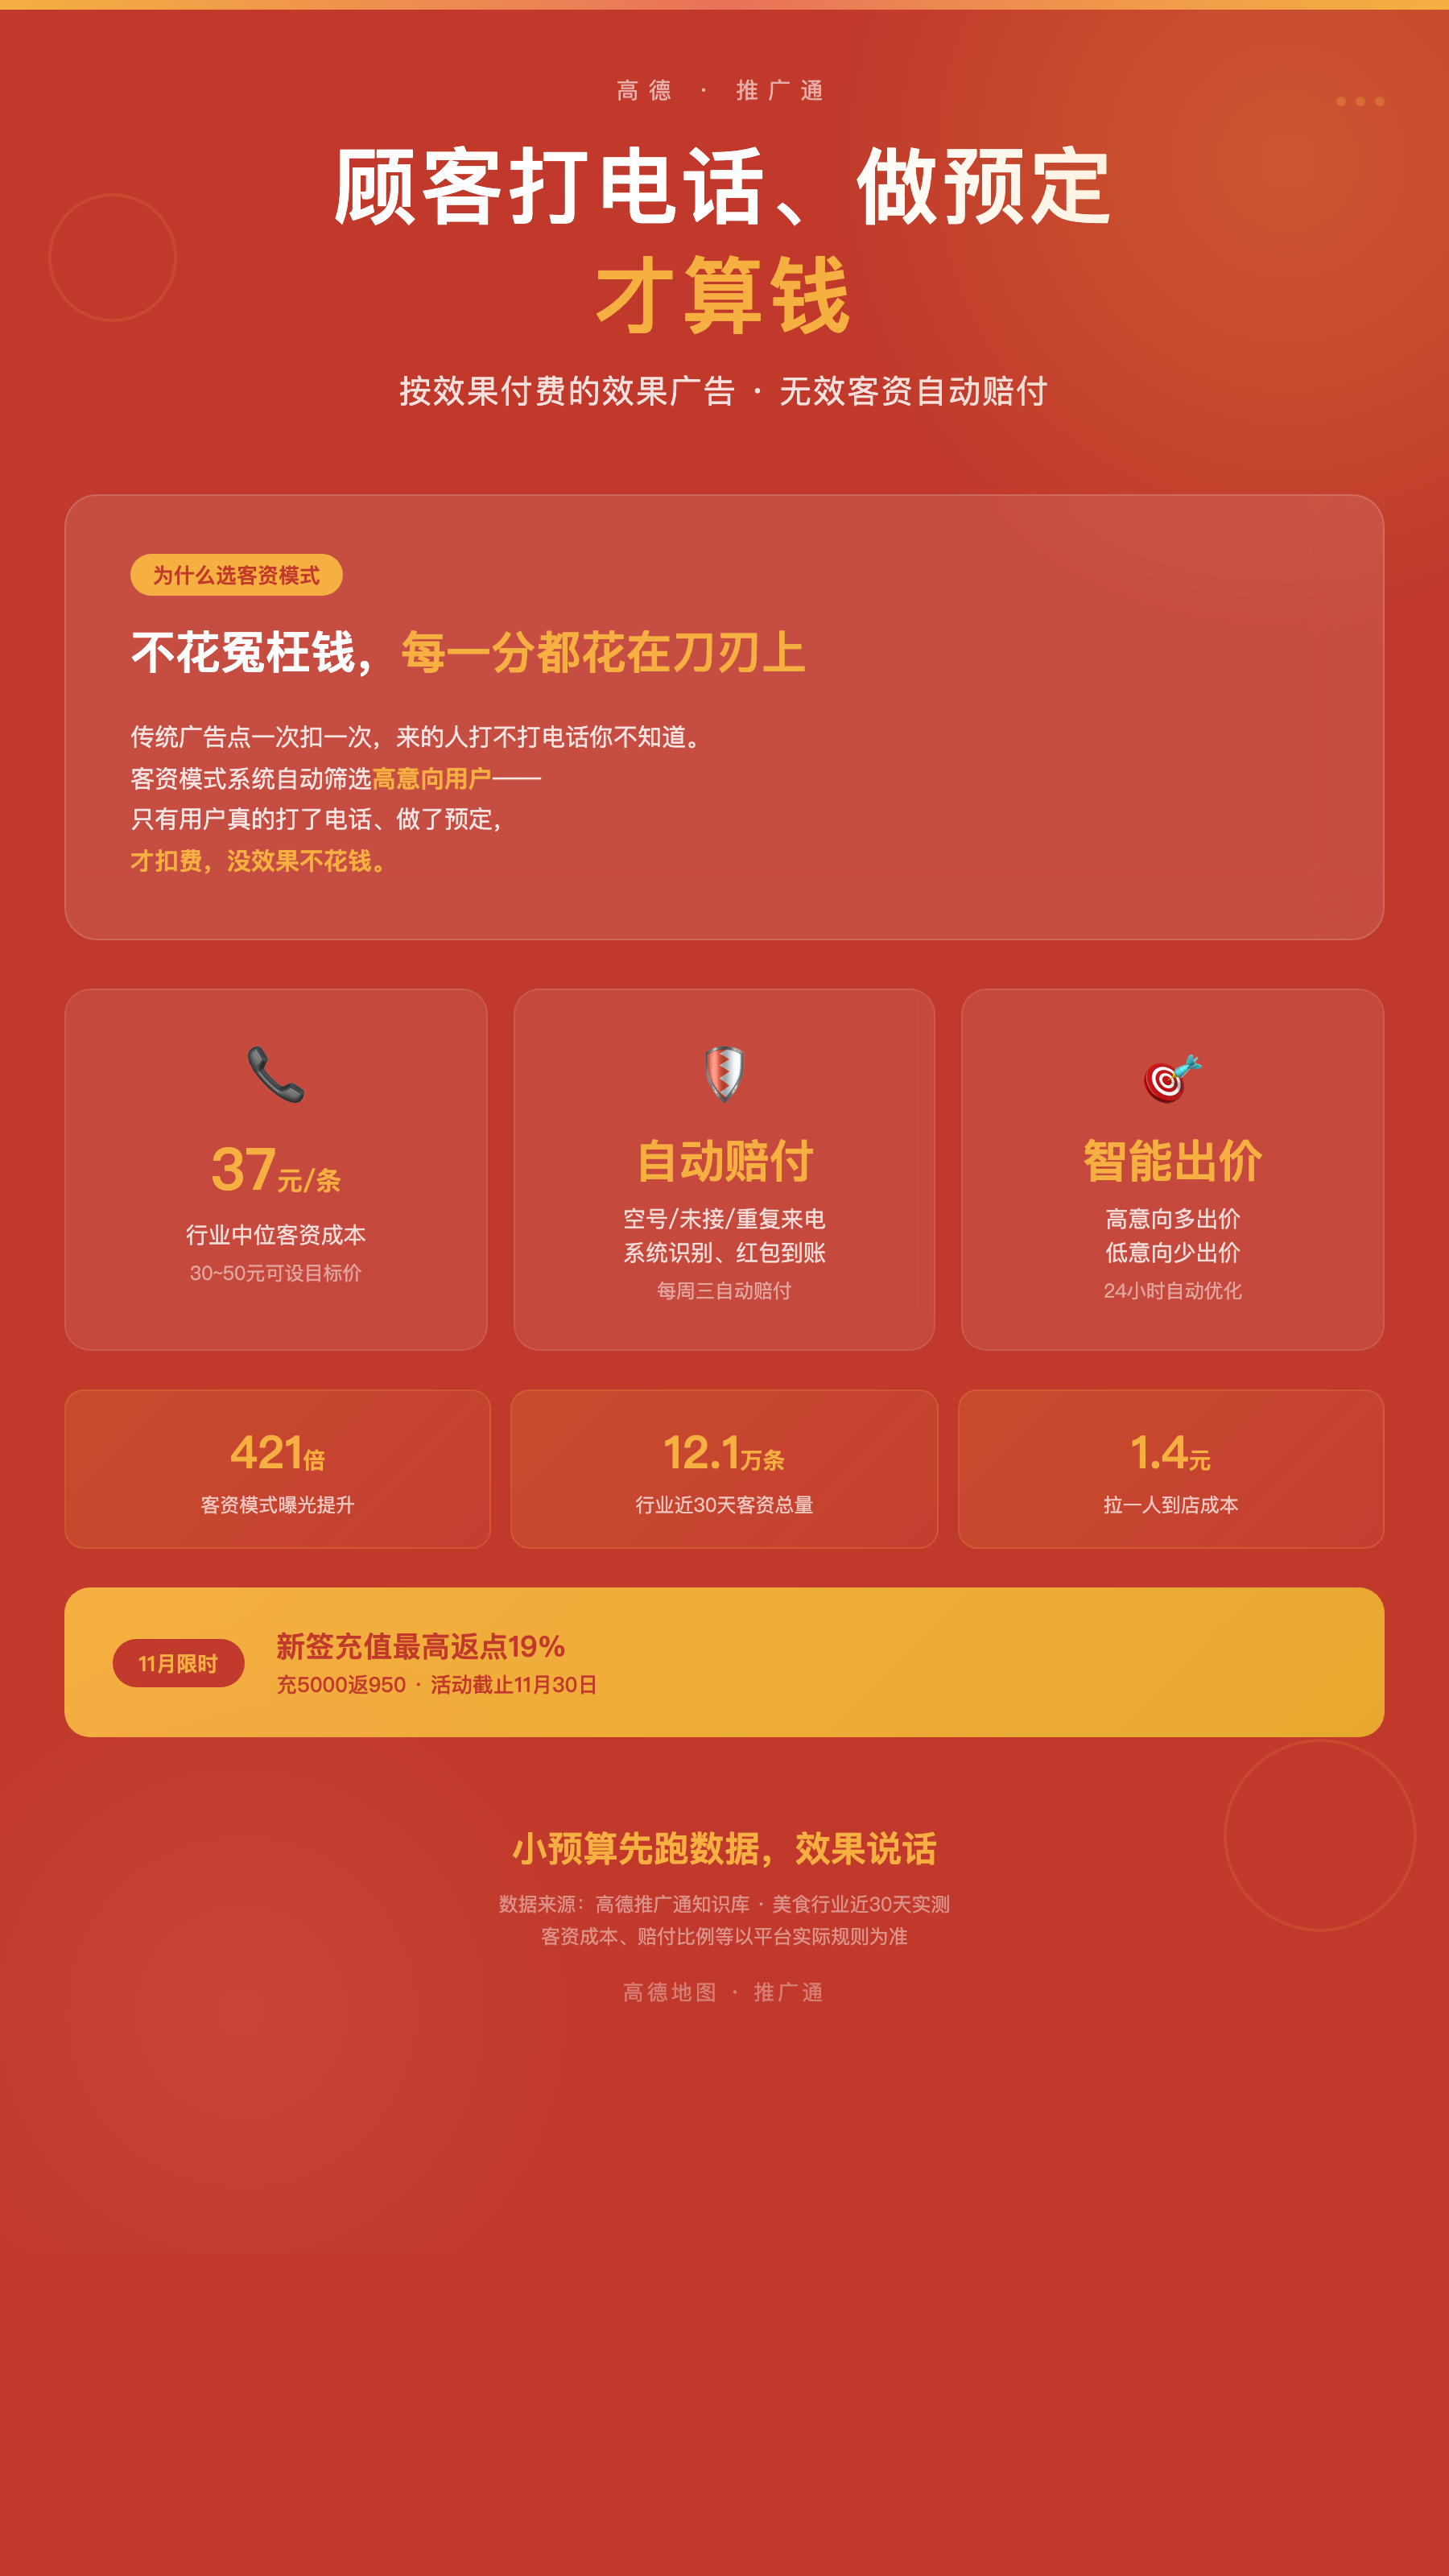 高德 · 推广通
顾客打电话、做预定
才算钱
按效果付费的效果广告 · 无效客资自动赔付
为什么选客资模式
不花冤枉钱，每一分都花在刀刃上
传统广告点一次扣一次，来的人打不打电话你不知道。
客资模式系统自动筛选高意向用户——
只有用户真的打了电话、做了预定，
才扣费，没效果不花钱。
37元/条
行业中位客资成本
30~50元可设目标价
自动赔付
空号/未接/重复来电
系统识别、红包到账
每周三自动赔付
智能出价
高意向多出价
低意向少出价
24小时自动优化
421倍
客资模式曝光提升
12.1万条
行业近30天客资总量
1.4元
拉一人到店成本
11月限时
新签充值最高返点19%
充5000返950 · 活动截止11月30日
小预算先跑数据，效果说话
数据来源：高德推广通知识库 · 美食行业近30天实测
客资成本、赔付比例等以平台实际规则为准
高德地图 · 推广通